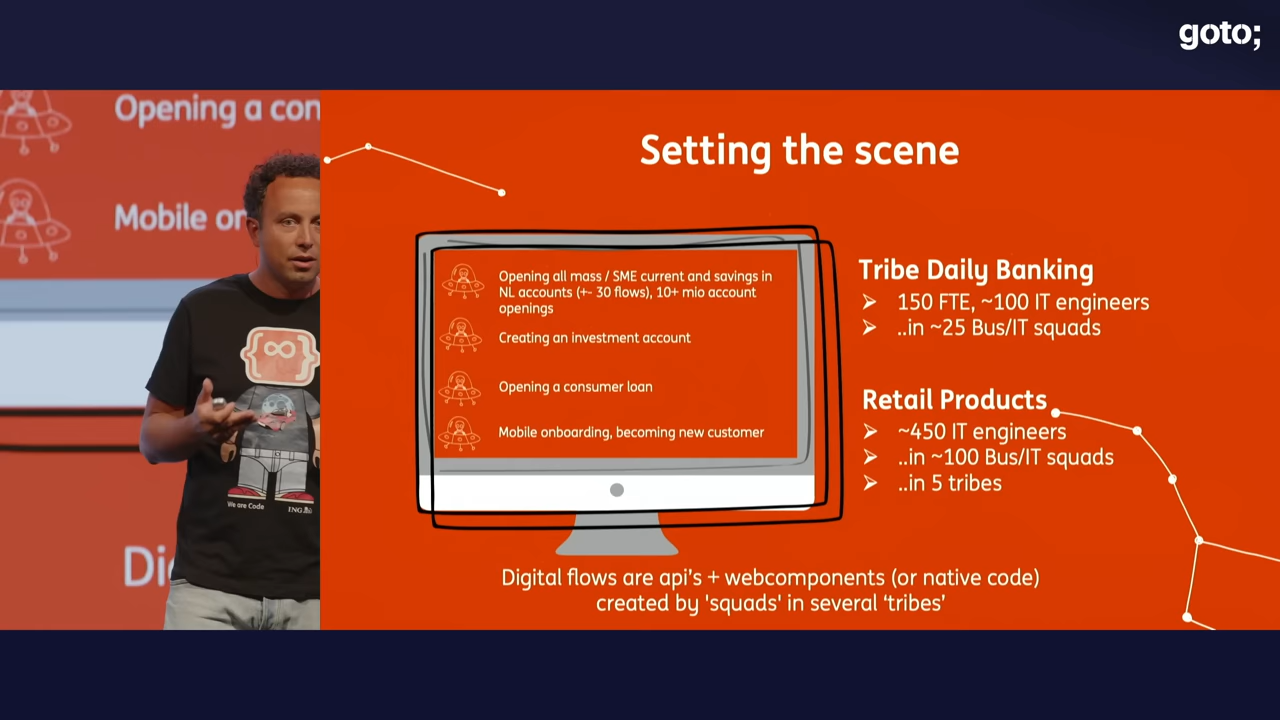 goto;
Opening a con
Mobile on
We are Code
ING
Di
Setting the scene
Opening all mass / SME current and savings in
NL accounts (+- 30 flows), 10+ mio account
openings
Creating an investment account
Opening a consumer loan
Mobile onboarding, becoming new customer
Tribe Daily Banking
➤ 150 FTE, ~100 IT engineers
➤ ..in ~25 Bus/IT squads
Retail Products
➤ ~450 IT engineers
➤ ..in ~100 Bus/IT squads
➤ ..in 5 tribes
Digital flows are api's + webcomponents (or native code)
created by 'squads' in several ‘tribes’